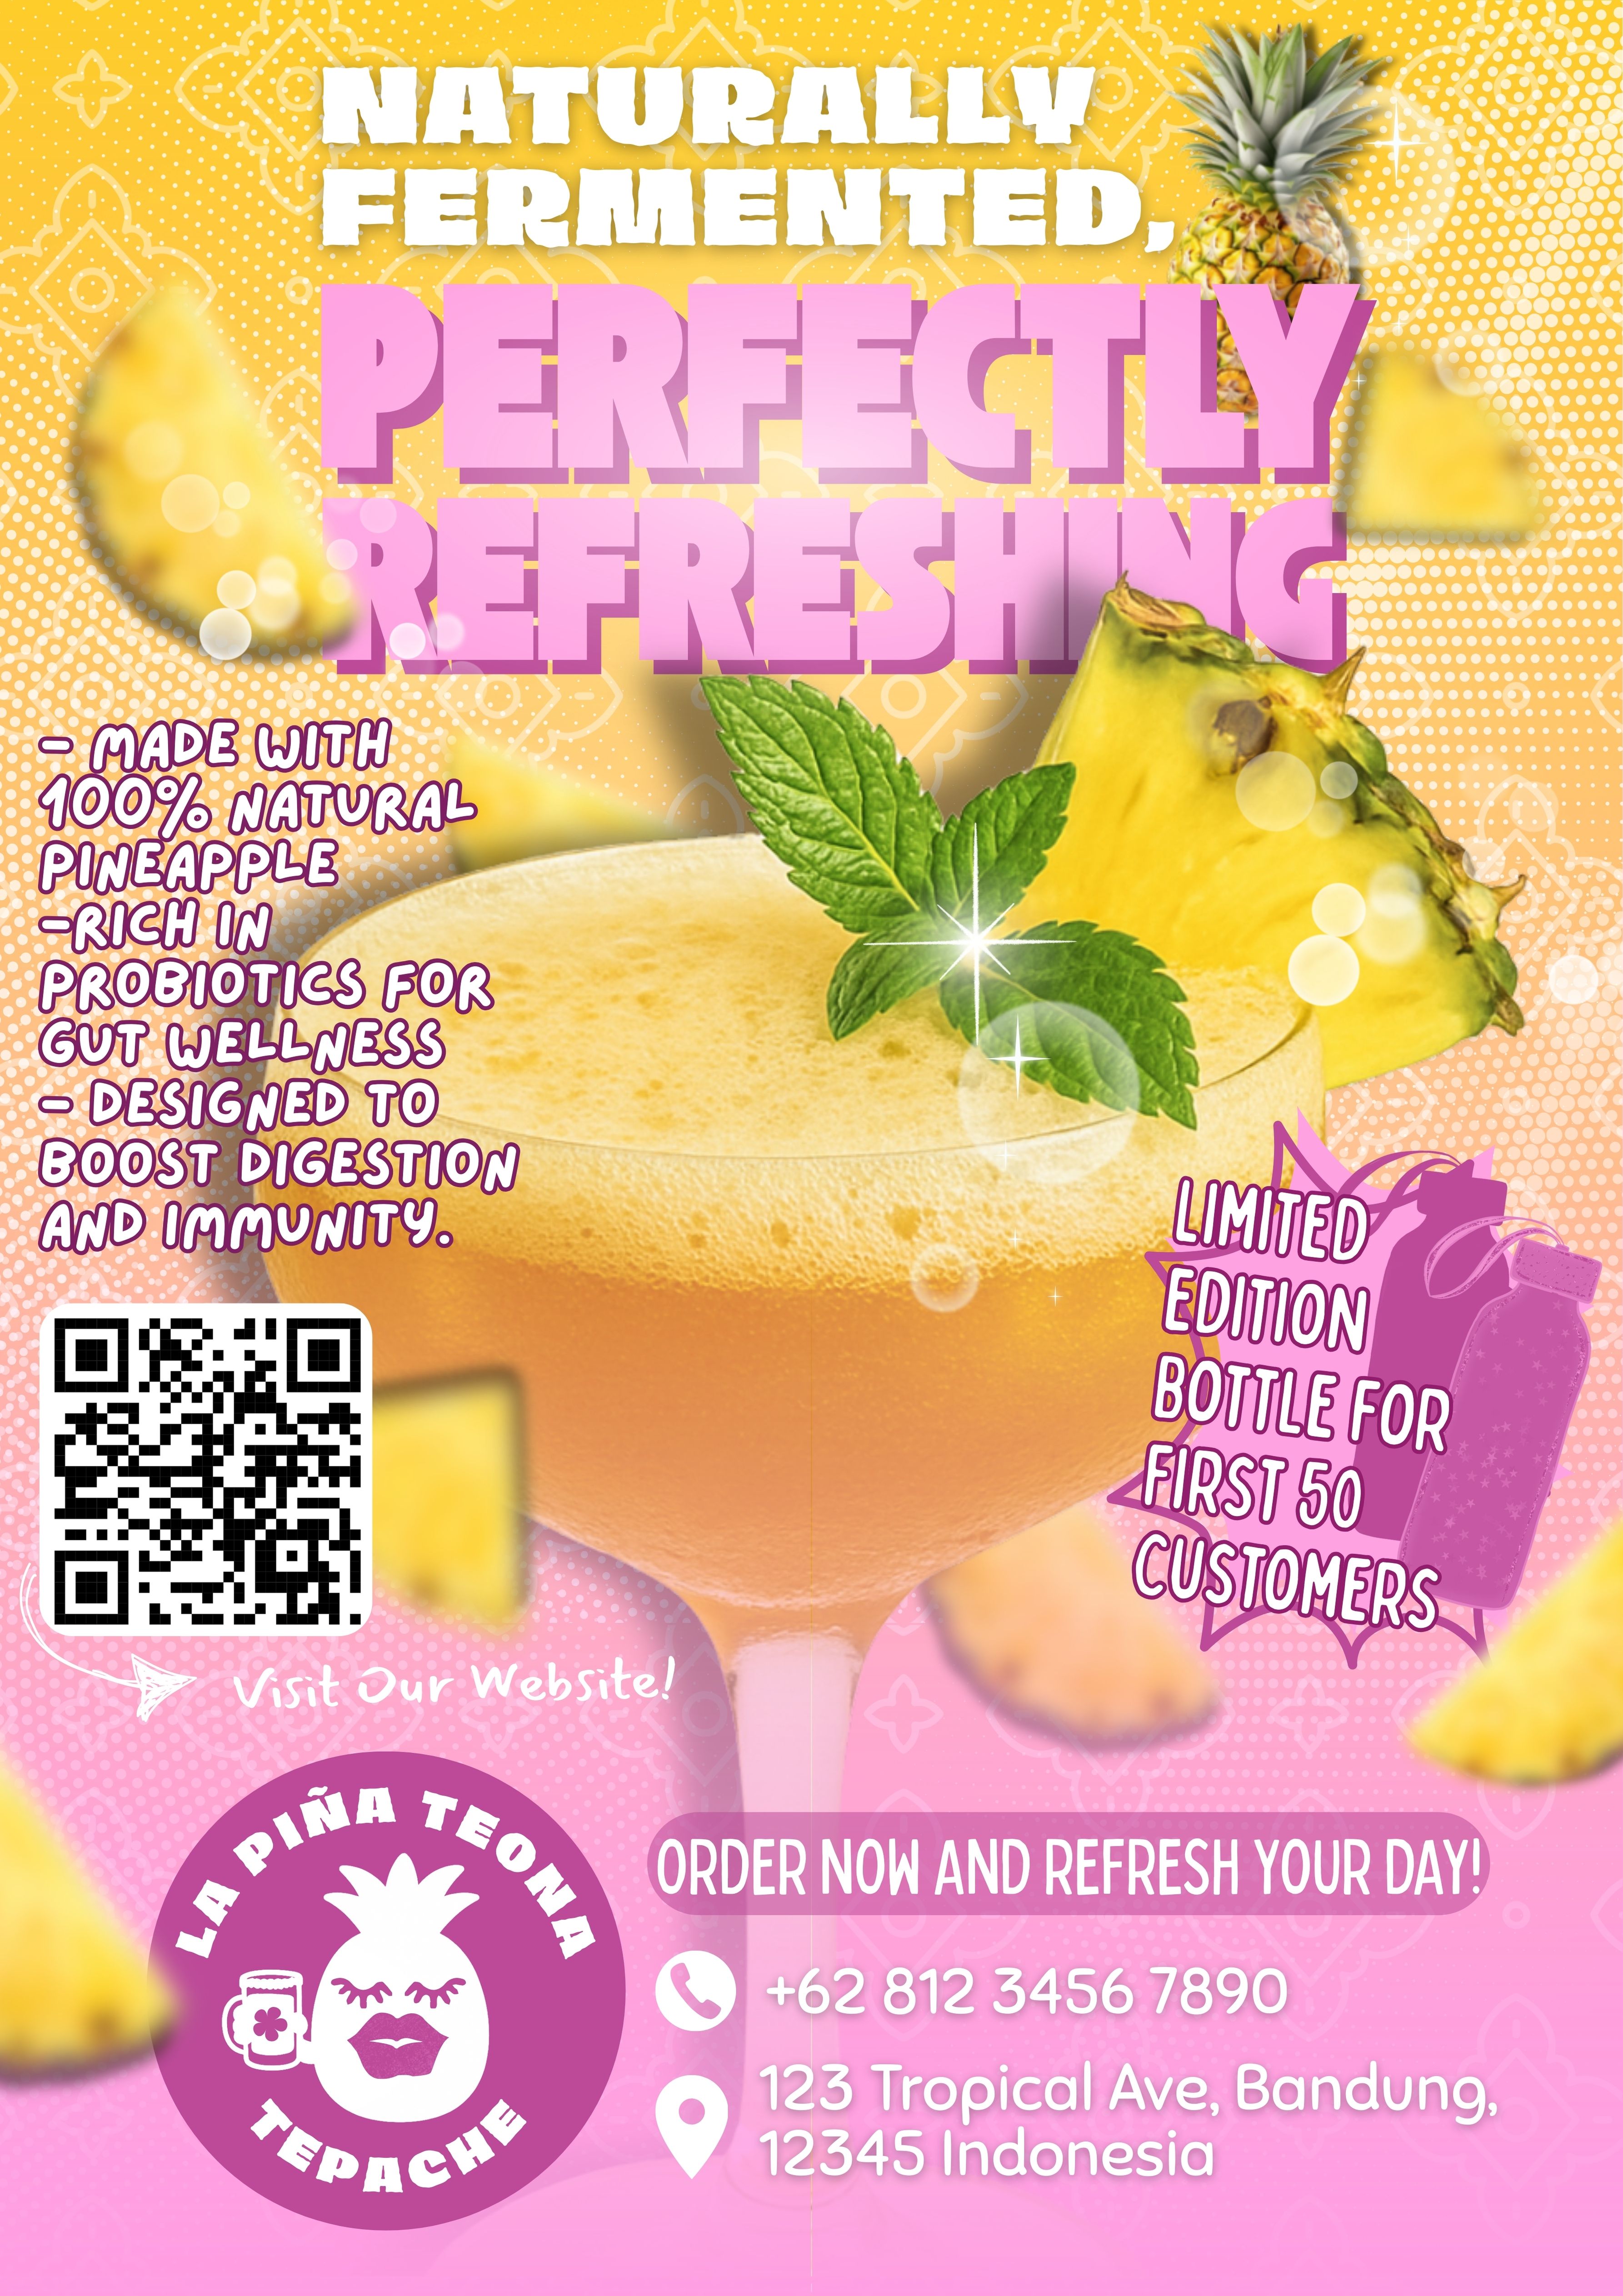 NATURALLY
FERMENTED,
PERFECTLY
REFRESHING
- MADE WITH
100% NATURAL
PINEAPPLE
-RICH IN
PROBIOTICS FOR
GUT WELLNESS
- DESIGNED TO
BOOST DIGESTION
AND IMMUNITY.
LIMITED
EDITION
BOTTLE FOR
FIRST 50
CUSTOMERS
Visit Our Website!
LA PIÑA TEONA
TEPACHE
ORDER NOW AND REFRESH YOUR DAY!
+62 812 3456 7890
123 Tropical Ave, Bandung,
12345 Indonesia